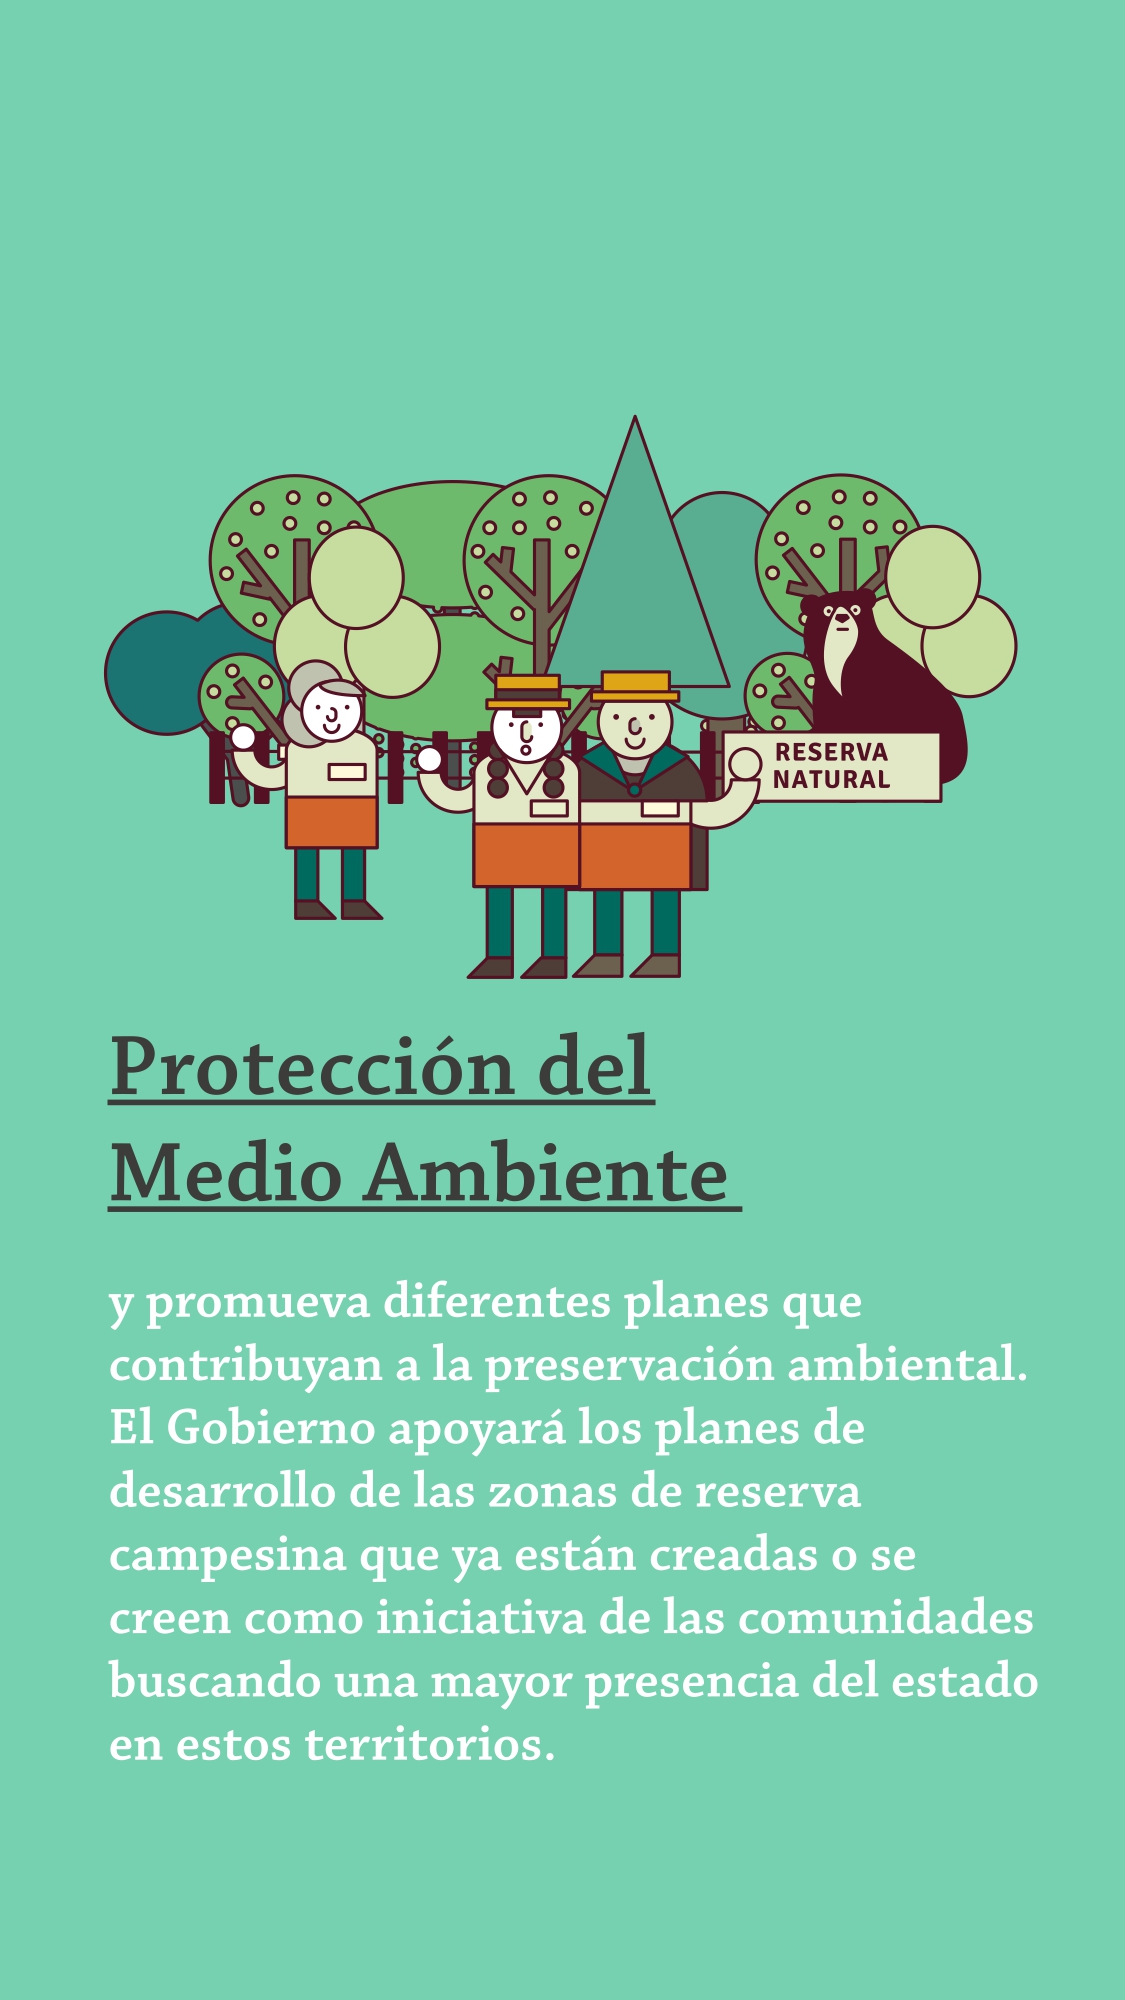 RESERVA
NATURAL
Protección del
Medio Ambiente
y promueva diferentes planes que
contribuyan a la preservación ambiental.
El Gobierno apoyará los planes de
desarrollo de las zonas de reserva
campesina que ya están creadas o se
creen como iniciativa de las comunidades
buscando una mayor presencia del estado
en estos territorios.